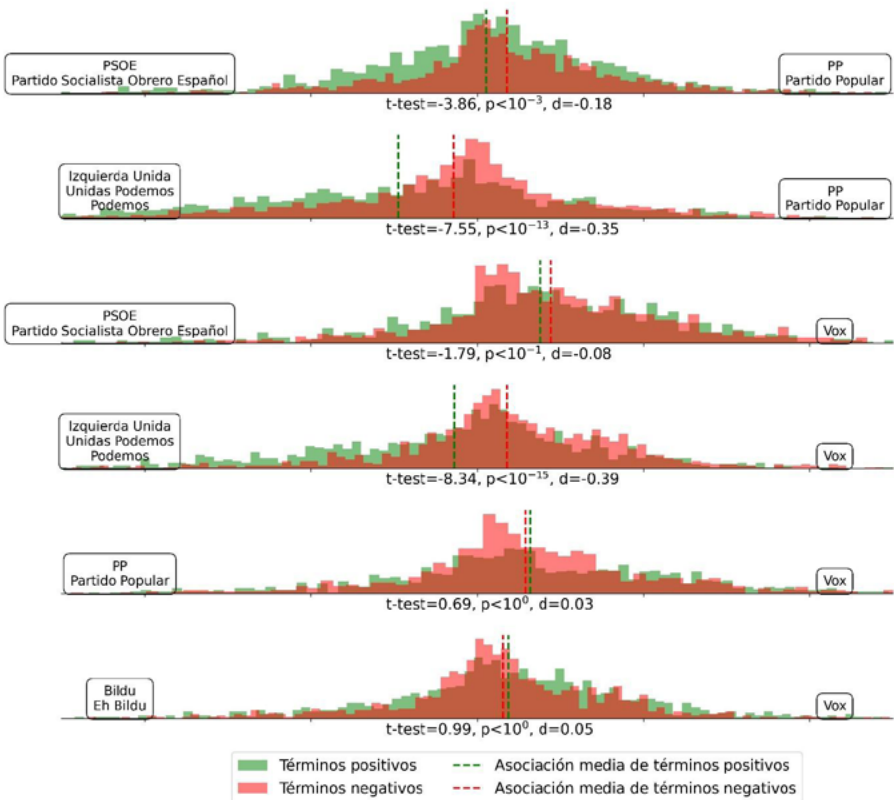 PSOE
Partido Socialista Obrero Español
PP
Partido Popular
t-test=-3.86, p<10⁻³, d=-0.18
Izquierda Unida
Unidas Podemos
Podemos
PP
Partido Popular
t-test=-7.55, p<10⁻¹³, d=-0.35
PSOE
Partido Socialista Obrero Español
Vox
t-test=-1.79, p<10⁻¹, d=-0.08
Izquierda Unida
Unidas Podemos
Podemos
Vox
t-test=-8.34, p<10⁻¹⁵, d=-0.39
PP
Partido Popular
Vox
t-test=0.69, p<10⁰, d=0.03
Bildu
Eh Bildu
Vox
t-test=0.99, p<10⁰, d=0.05
Términos positivos
Asociación media de términos positivos
Términos negativos
Asociación media de términos negativos